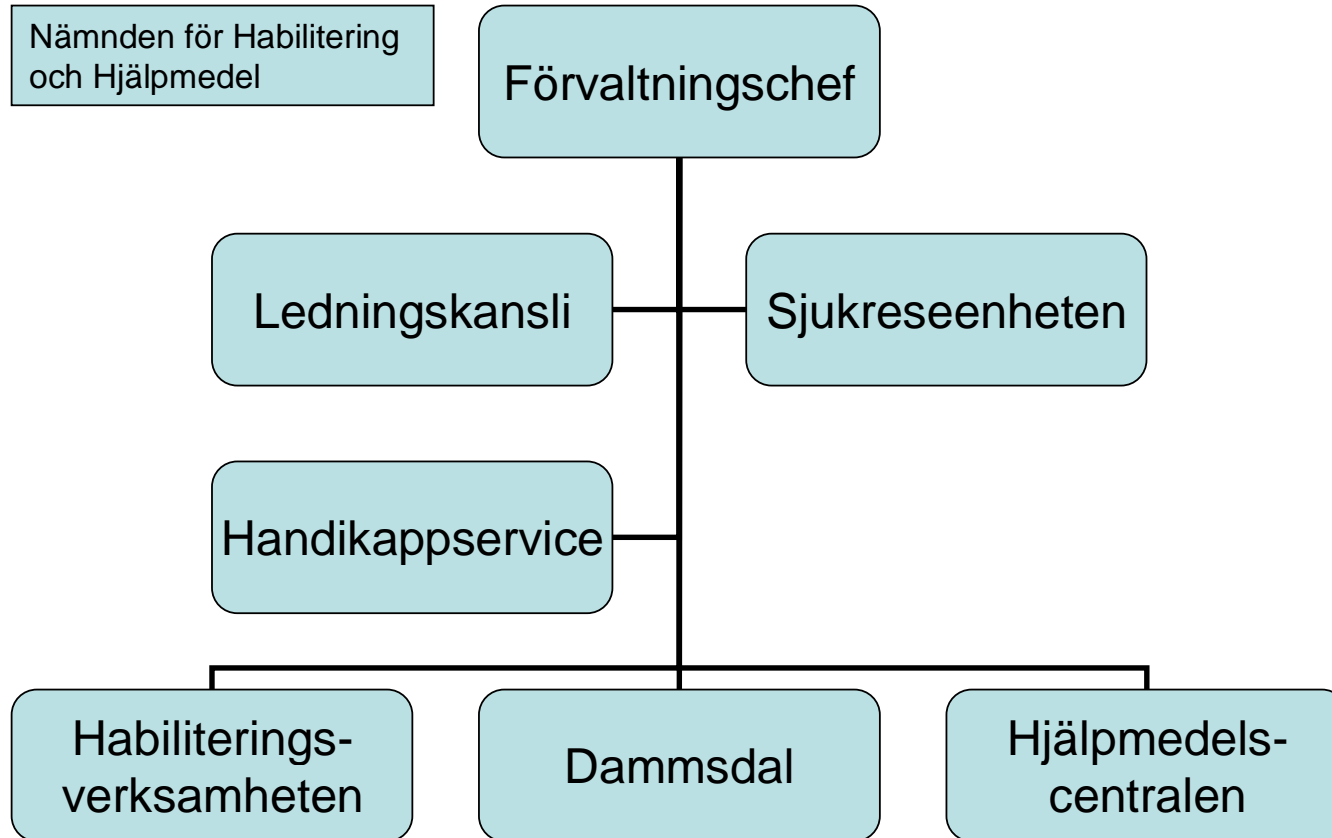 Nämnden för Habilitering
och Hjälpmedel
Förvaltningschef
Ledningskansli
Sjukreseenheten
Handikappservice
Habiliterings-
verksamheten
Dammsdal
Hjälpmedels-
centralen